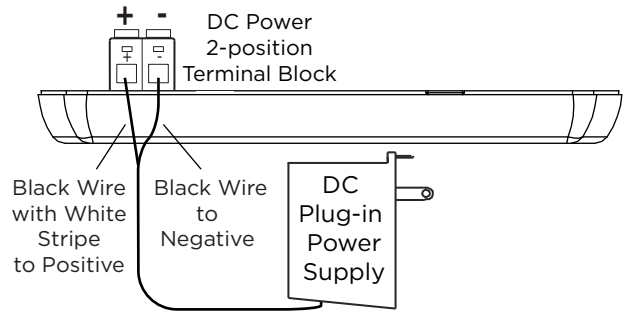 + -
DC Power
2-position
Terminal Block
+ -
Black Wire
with White
Stripe
to Positive
Black Wire
to
Negative
DC
Plug-in
Power
Supply